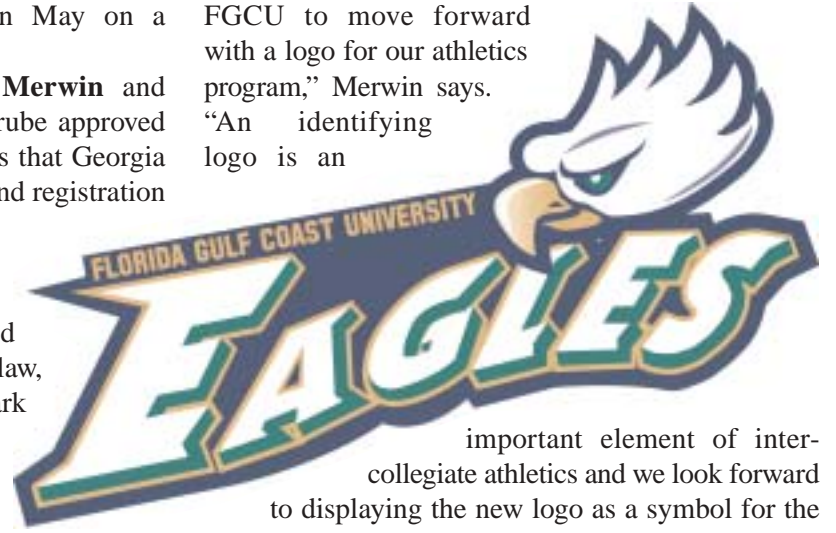 n May on a
Merwin and
rube approved
s that Georgia
nd registration
d
law,
ark
FGCU to move forward
with a logo for our athletics
program,” Merwin says.
“An identifying
logo is an
FLORIDA GULF COAST UNIVERSITY
EAGLES
important element of inter-
collegiate athletics and we look forward
to displaying the new logo as a symbol for the